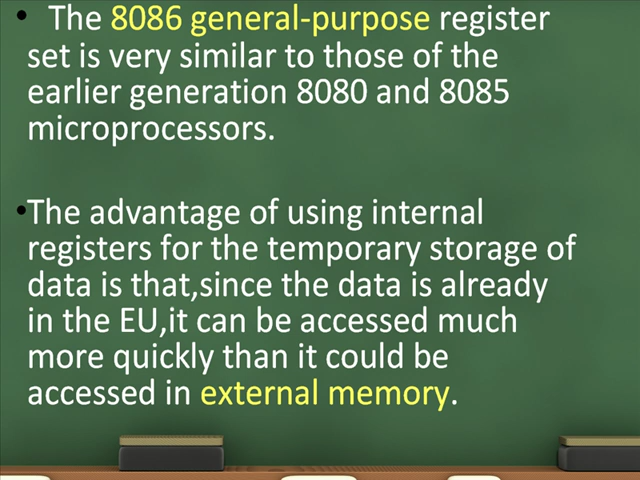 • The 8086 general-purpose register
set is very similar to those of the
earlier generation 8080 and 8085
microprocessors.
•The advantage of using internal
registers for the temporary storage of
data is that,since the data is already
in the EU,it can be accessed much
more quickly than it could be
accessed in external memory.